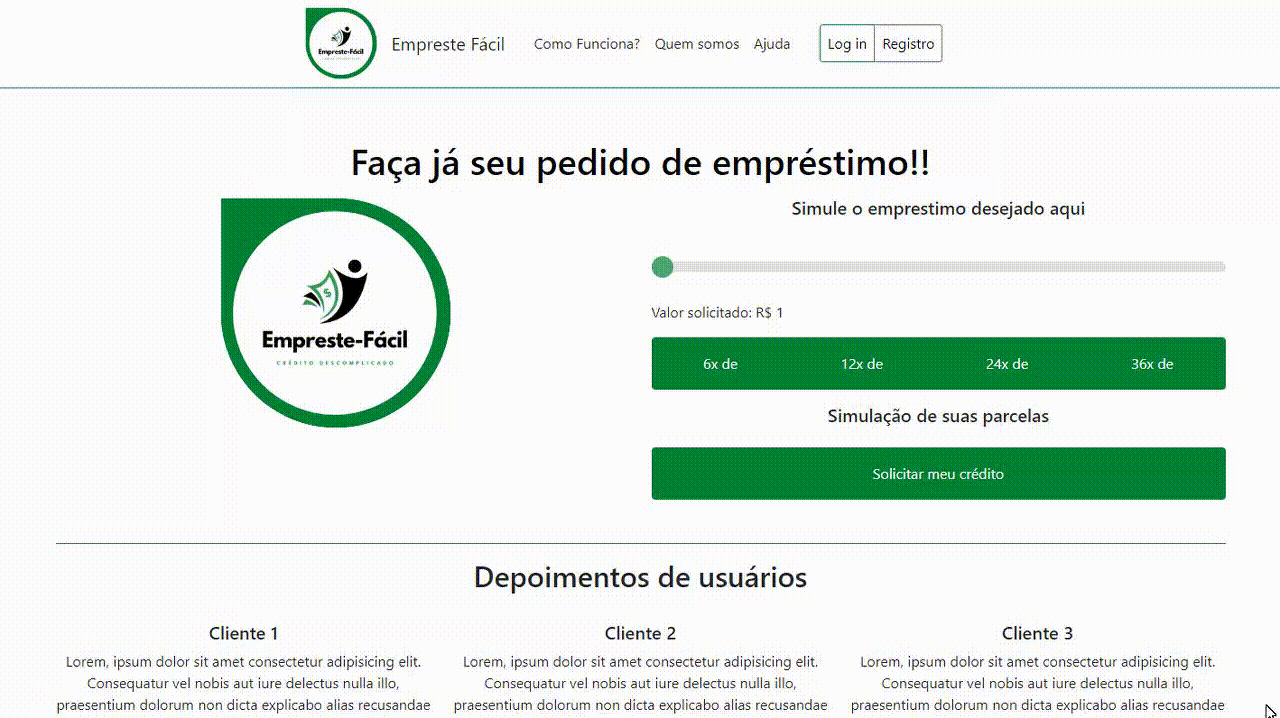 Empreste-Fácil
Empreste Fácil
Como Funciona?
Quem somos
Ajuda
Log in
Registro
Faça já seu pedido de empréstimo!!
Empreste-Fácil
CRÉDITO DESCOMPLICADO
Simule o emprestimo desejado aqui
Valor solicitado: R$ 1
6x de
12x de
24x de
36x de
Simulação de suas parcelas
Solicitar meu crédito
Depoimentos de usuários
Cliente 1
Lorem, ipsum dolor sit amet consectetur adipisicing elit.
Consequatur vel nobis aut iure delectus nulla illo,
praesentium dolorum non dicta explicabo alias recusandae
Cliente 2
Lorem, ipsum dolor sit amet consectetur adipisicing elit.
Consequatur vel nobis aut iure delectus nulla illo,
praesentium dolorum non dicta explicabo alias recusandae
Cliente 3
Lorem, ipsum dolor sit amet consectetur adipisicing elit.
Consequatur vel nobis aut iure delectus nulla illo,
praesentium dolorum non dicta explicabo alias recusandae